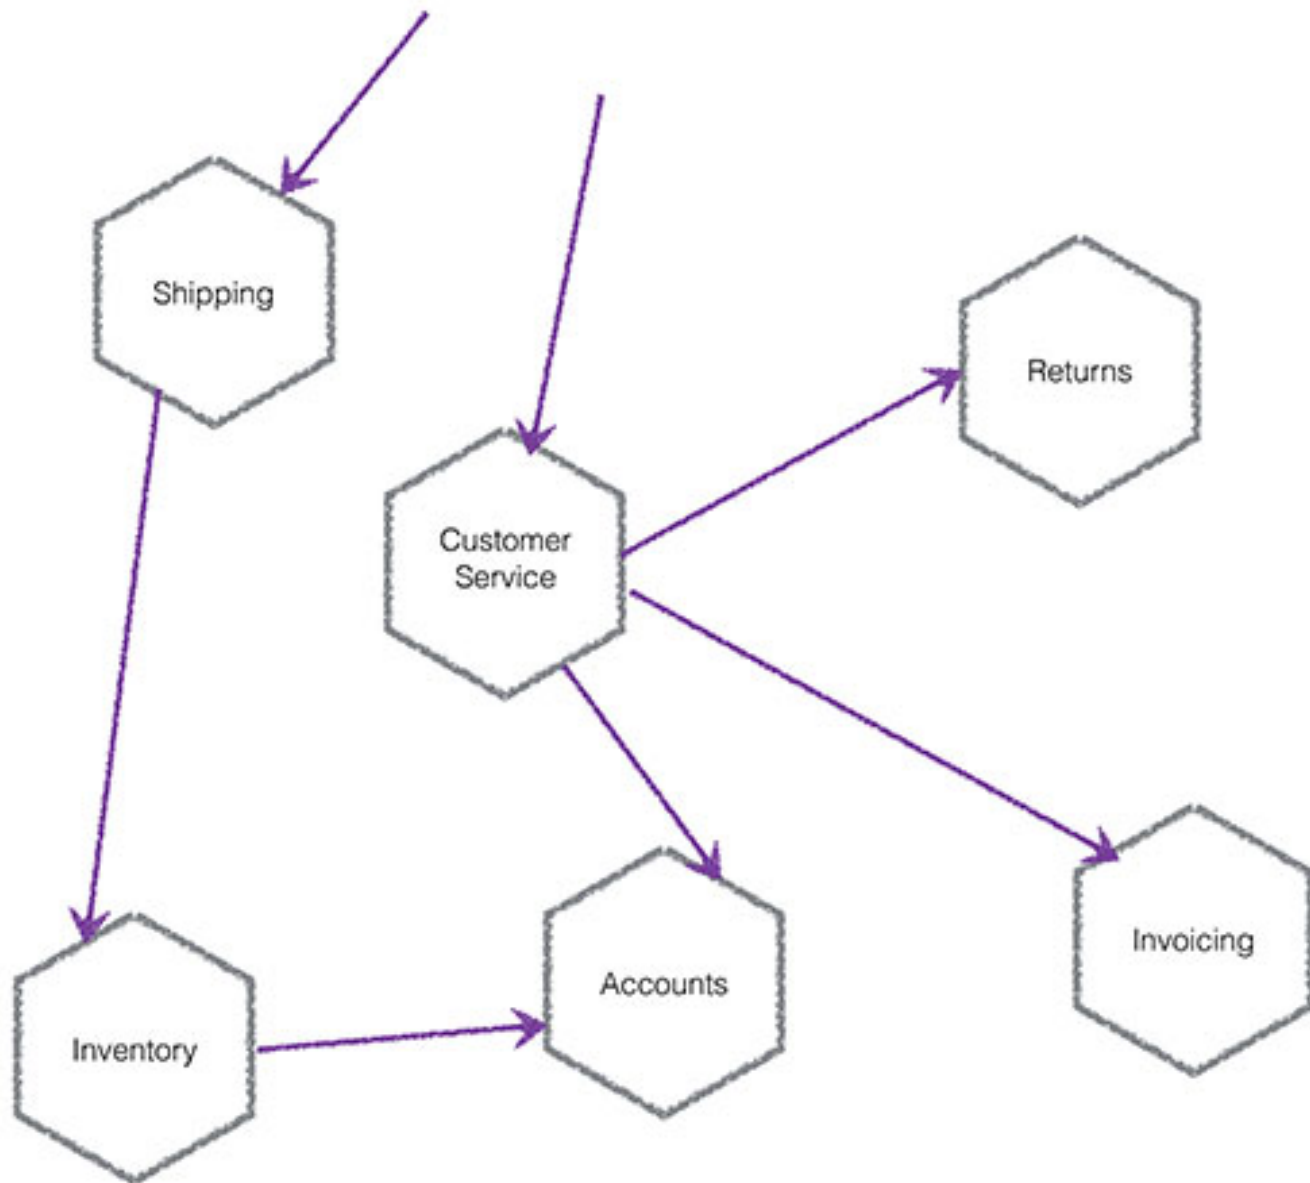 Shipping
Returns
Customer
Service
Invoicing
Accounts
Inventory